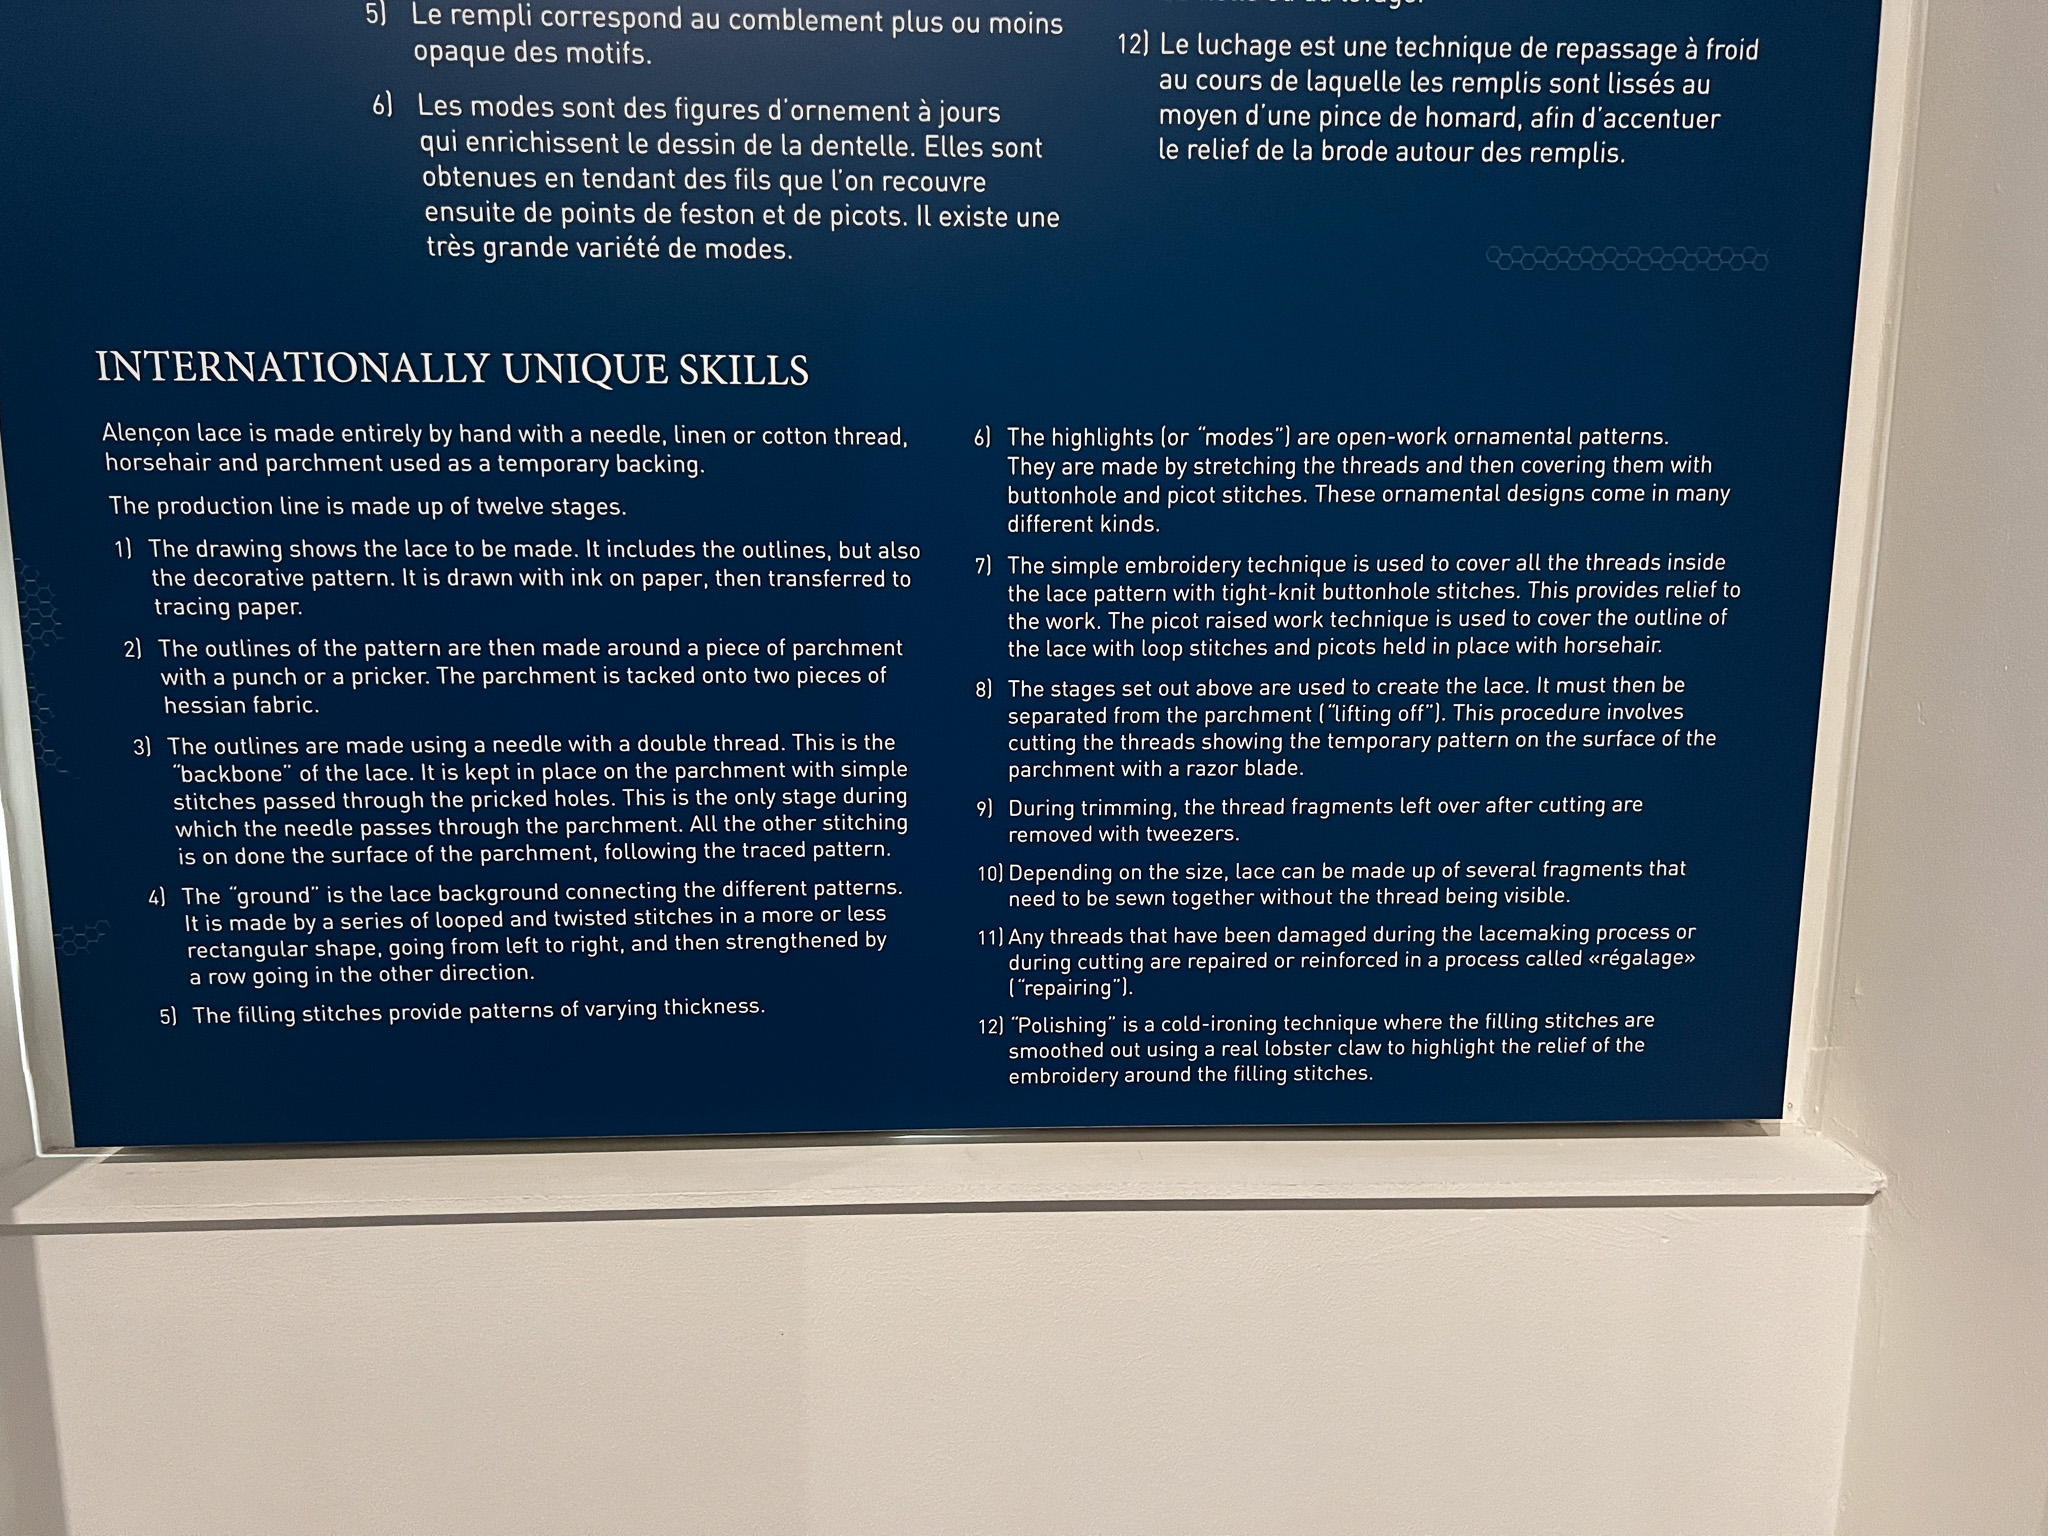 5) Le rempli correspond au comblement plus ou moins
opaque des motifs.
6) Les modes sont des figures d'ornement à jours
qui enrichissent le dessin de la dentelle. Elles sont
obtenues en tendant des fils que l'on recouvre
ensuite de points de feston et de picots. Il existe une
très grande variété de modes.
12) Le luchage est une technique de repassage à froid
au cours de laquelle les remplis sont lissés au
moyen d'une pince de homard, afin d'accentuer
le relief de la brode autour des remplis.
INTERNATIONALLY UNIQUE SKILLS
Alençon lace is made entirely by hand with a needle, linen or cotton thread,
horsehair and parchment used as a temporary backing.
The production line is made up of twelve stages.
1) The drawing shows the lace to be made. It includes the outlines, but also
the decorative pattern. It is drawn with ink on paper, then transferred to
tracing paper.
2) The outlines of the pattern are then made around a piece of parchment
with a punch or a pricker. The parchment is tacked onto two pieces of
hessian fabric.
3) The outlines are made using a needle with a double thread. This is the
"backbone" of the lace. It is kept in place on the parchment with simple
stitches passed through the pricked holes. This is the only stage during
which the needle passes through the parchment. All the other stitching
is on done the surface of the parchment, following the traced pattern.
4) The "ground" is the lace background connecting the different patterns.
It is made by a series of looped and twisted stitches in a more or less
rectangular shape, going from left to right, and then strengthened by
a row going in the other direction.
5) The filling stitches provide patterns of varying thickness.
6) The highlights (or "modes") are open-work ornamental patterns.
They are made by stretching the threads and then covering them with
buttonhole and picot stitches. These ornamental designs come in many
different kinds.
7) The simple embroidery technique is used to cover all the threads inside
the lace pattern with tight-knit buttonhole stitches. This provides relief to
the work. The picot raised work technique is used to cover the outline of
the lace with loop stitches and picots held in place with horsehair.
8) The stages set out above are used to create the lace. It must then be
separated from the parchment ("lifting off"). This procedure involves
cutting the threads showing the temporary pattern on the surface of the
parchment with a razor blade.
9) During trimming, the thread fragments left over after cutting are
removed with tweezers.
10) Depending on the size, lace can be made up of several fragments that
need to be sewn together without the thread being visible.
11) Any threads that have been damaged during the lacemaking process or
during cutting are repaired or reinforced in a process called «régalage»
("repairing").
12) "Polishing" is a cold-ironing technique where the filling stitches are
smoothed out using a real lobster claw to highlight the relief of the
embroidery around the filling stitches.